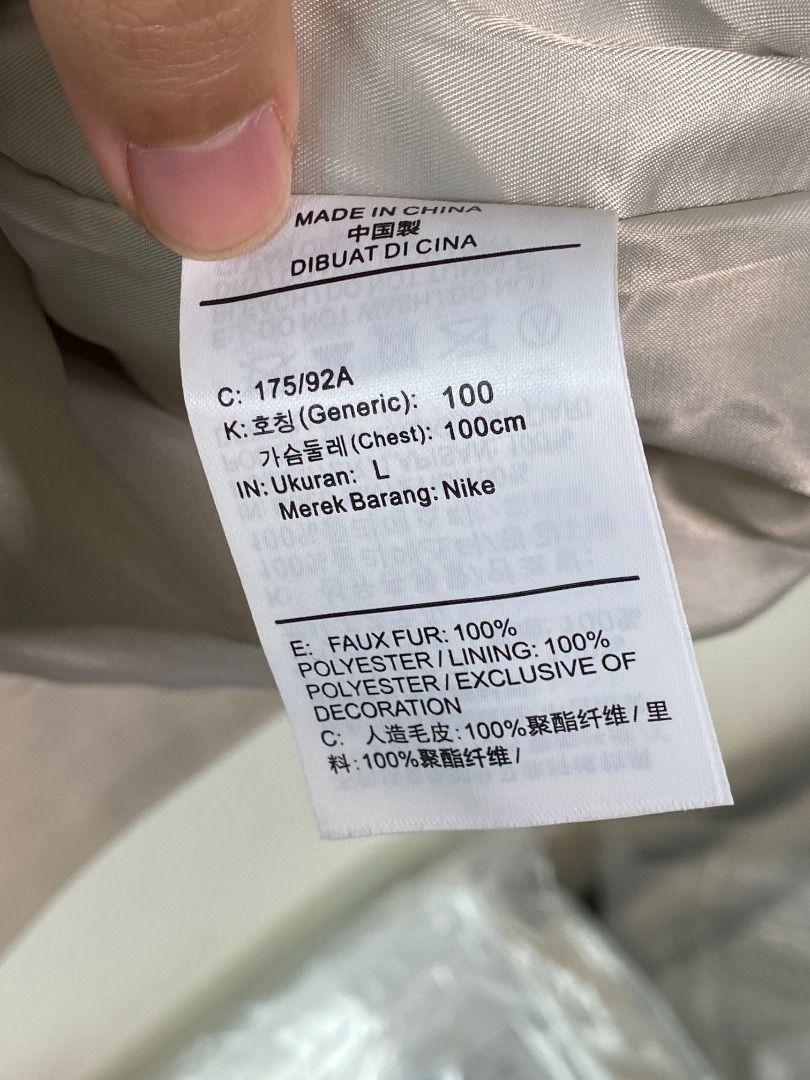 MADE IN CHINA
中国製
DIBUAT DI CINA
C: 175/92A
K: 호칭(Generic): 100
가슴둘레(Chest): 100cm
IN: Ukuran: L
Merek Barang: Nike
E: FAUX FUR: 100%
POLYESTER / LINING: 100%
POLYESTER / EXCLUSIVE OF
DECORATION
C: 人造毛皮:100%聚酯纤维 / 里
料:100%聚酯纤维 /